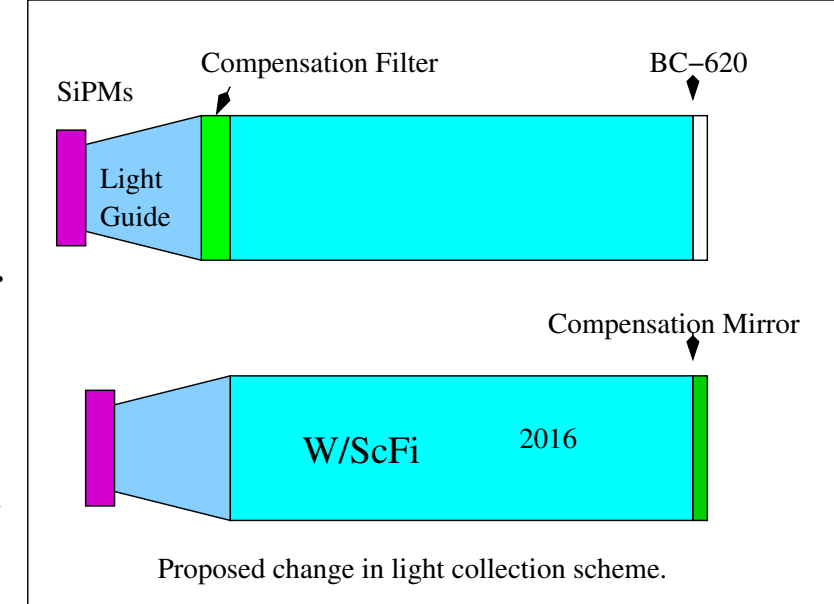 Compensation Filter
BC−620
SiPMs
Light
Guide
Compensation Mirror
W/ScFi
2016
Proposed change in light collection scheme.